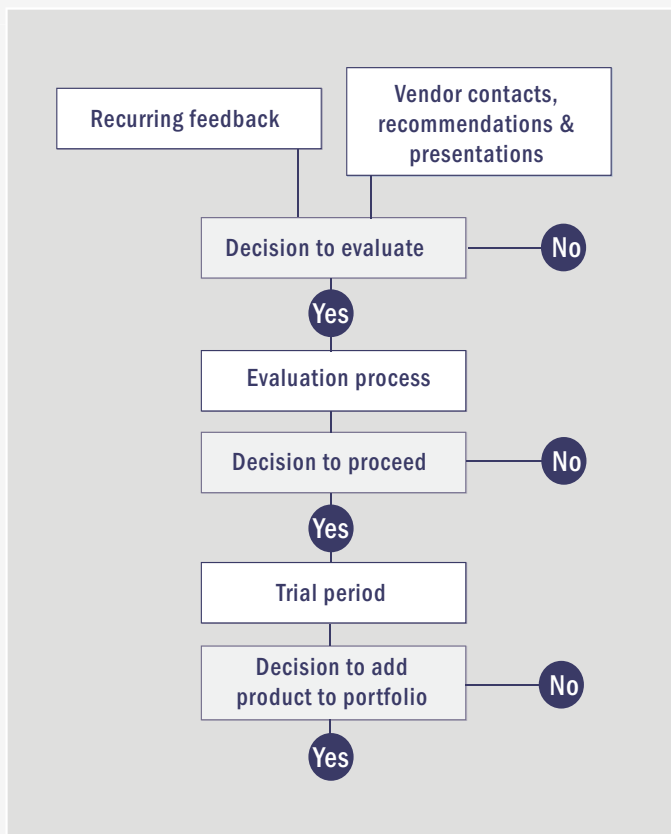 Recurring feedback
Vendor contacts,
recommendations &
presentations
Decision to evaluate
No
Yes
Evaluation process
Decision to proceed
No
Yes
Trial period
Decision to add
product to portfolio
No
Yes